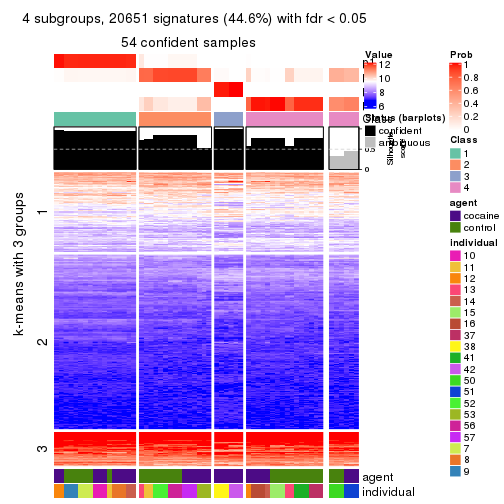 4 subgroups, 20651 signatures (44.6%) with fdr < 0.05
54 confident samples
k-means with 3 groups
1
2
3
agent
individual
Value
12
10
8
6
Status (barplots)
confident
ambiguous
0.5
0
Silhouette
score
Prob
1
0.8
0.6
0.4
0.2
0
Class
1
2
3
4
agent
cocaine
control
individual
10
11
12
13
14
15
16
37
38
41
42
50
51
52
53
56
57
7
8
9